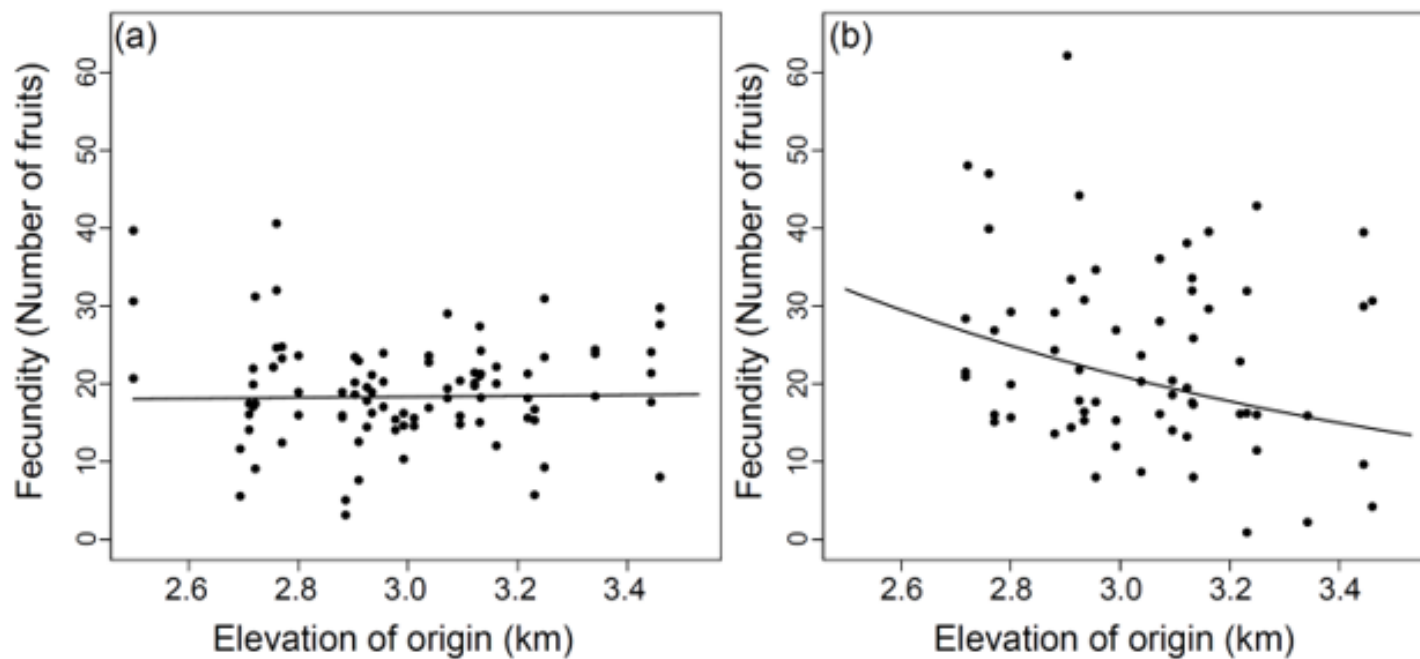 (a)
Fecundity (Number of fruits)
60
50
40
30
20
10
0
2.6 2.8 3.0 3.2 3.4
Elevation of origin (km)
(b)
Fecundity (Number of fruits)
60
50
40
30
20
10
0
2.6 2.8 3.0 3.2 3.4
Elevation of origin (km)